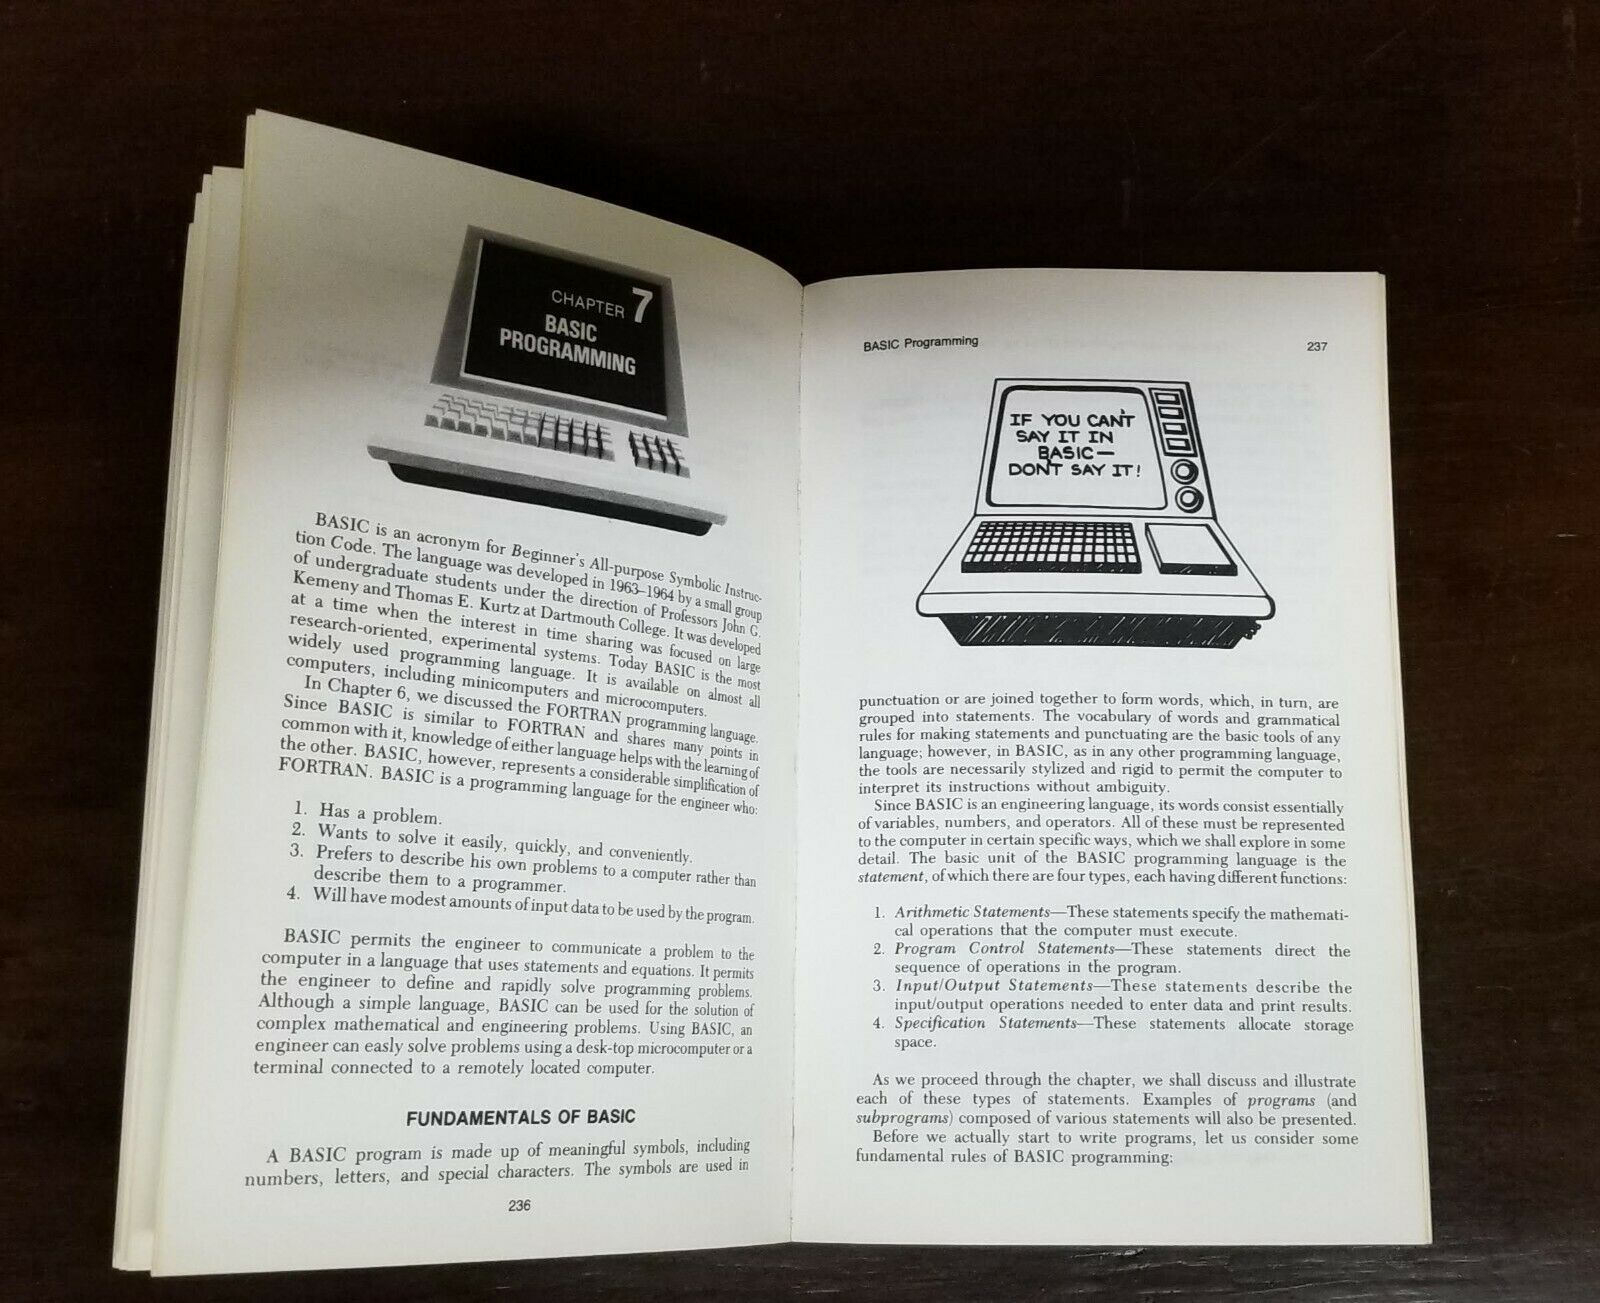 CHAPTER 7
BASIC
PROGRAMMING
BASIC is an acronym for Beginner's All-purpose Symbolic Instruc-
tion Code. The language was developed in 1963–1964 by a small group
of undergraduate students under the direction of Professors John G.
Kemeny and Thomas E. Kurtz at Dartmouth College. It was developed
at a time when the interest in time sharing was focused on large
research-oriented, experimental systems. Today BASIC is the most
widely used programming language. It is available on almost all
computers, including minicomputers and microcomputers.
In Chapter 6, we discussed the FORTRAN programming language.
Since BASIC is similar to FORTRAN and shares many points in
common with it, knowledge of either language helps with the learning of
the other. BASIC, however, represents a considerable simplification of
FORTRAN. BASIC is a programming language for the engineer who:
1. Has a problem.
2. Wants to solve it easily, quickly, and conveniently.
3. Prefers to describe his own problems to a computer rather than
describe them to a programmer.
4. Will have modest amounts of input data to be used by the program.
BASIC permits the engineer to communicate a problem to the
computer in a language that uses statements and equations. It permits
the engineer to define and rapidly solve programming problems.
Although a simple language, BASIC can be used for the solution of
complex mathematical and engineering problems. Using BASIC, an
engineer can easly solve problems using a desk-top microcomputer or a
terminal connected to a remotely located computer.
FUNDAMENTALS OF BASIC
A BASIC program is made up of meaningful symbols, including
numbers, letters, and special characters. The symbols are used in
236
BASIC Programming 237
IF YOU CAN'T
SAY IT IN
BASIC—
DON'T SAY IT!
punctuation or are joined together to form words, which, in turn, are
grouped into statements. The vocabulary of words and grammatical
rules for making statements and punctuating are the basic tools of any
language; however, in BASIC, as in any other programming language,
the tools are necessarily stylized and rigid to permit the computer to
interpret its instructions without ambiguity.
Since BASIC is an engineering language, its words consist essentially
of variables, numbers, and operators. All of these must be represented
to the computer in certain specific ways, which we shall explore in some
detail. The basic unit of the BASIC programming language is the
statement, of which there are four types, each having different functions:
1. Arithmetic Statements—These statements specify the mathemati-
cal operations that the computer must execute.
2. Program Control Statements—These statements direct the
sequence of operations in the program.
3. Input/Output Statements—These statements describe the
input/output operations needed to enter data and print results.
4. Specification Statements—These statements allocate storage
space.
As we proceed through the chapter, we shall discuss and illustrate
each of these types of statements. Examples of programs (and
subprograms) composed of various statements will also be presented.
Before we actually start to write programs, let us consider some
fundamental rules of BASIC programming: